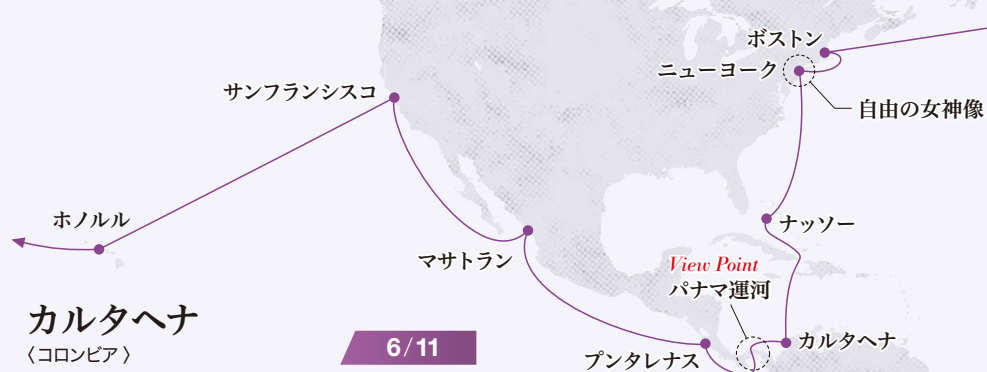 ボストン
ニューヨーク
サンフランシスコ
自由の女神像
ホノルル
ナッソー
マサトラン
View Point
パナマ運河
カルタヘナ
〈コロンビア〉
6/11
カルタヘナ
プンタレナス